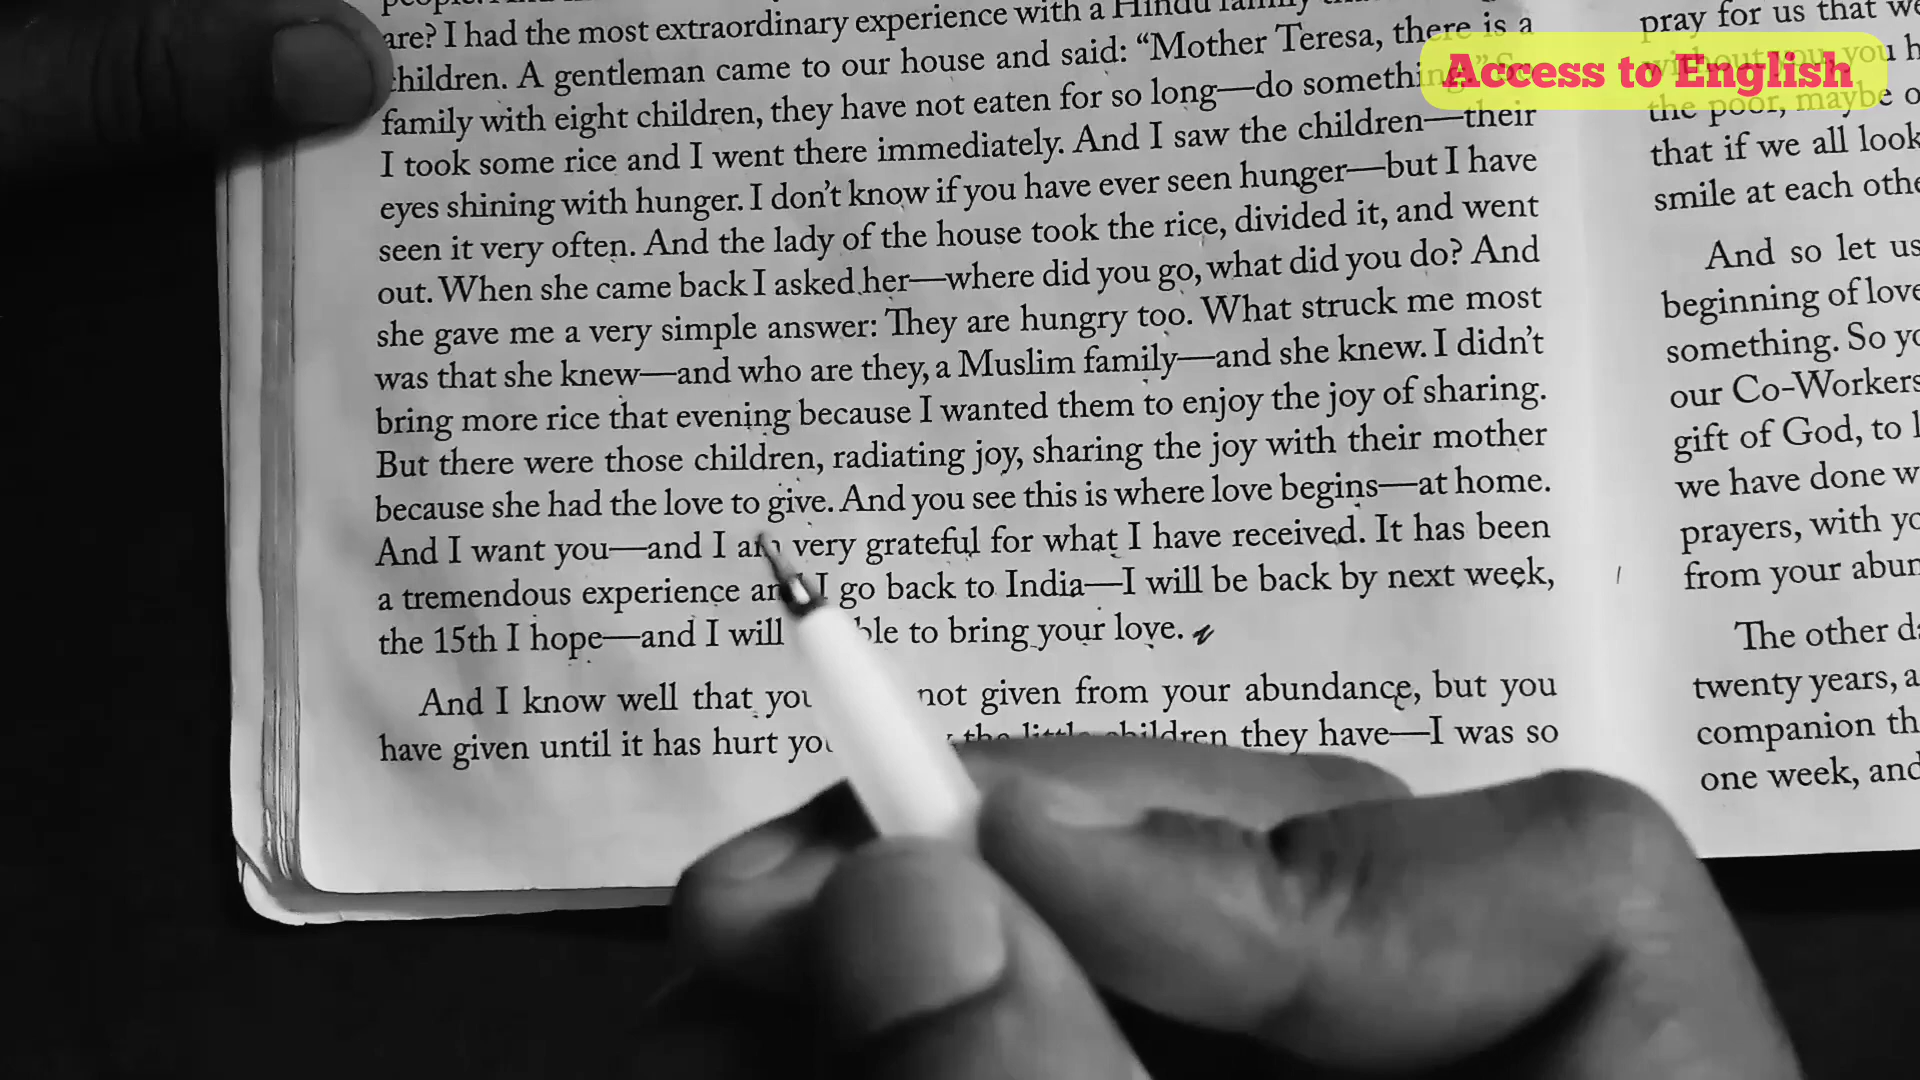 are? I had the most extraordinary experience with a Hindu family
children. A gentleman came to our house and said: “Mother Teresa, there is a
family with eight children, they have not eaten for so long—do something.”
I took some rice and I went there immediately. And I saw the children—their
eyes shining with hunger. I don’t know if you have ever seen hunger—but I have
seen it very often. And the lady of the house took the rice, divided it, and went
out. When she came back I asked her—where did you go, what did you do? And
she gave me a very simple answer: They are hungry too. What struck me most
was that she knew—and who are they, a Muslim family—and she knew. I didn’t
bring more rice that evening because I wanted them to enjoy the joy of sharing.
But there were those children, radiating joy, sharing the joy with their mother
because she had the love to give. And you see this is where love begins—at home.
And I want you—and I am very grateful for what I have received. It has been
a tremendous experience and I go back to India—I will be back by next week,
the 15th I hope—and I will ble to bring your love.
And I know well that you not given from your abundance, but you
have given until it has hurt you the little children they have—I was so
Access to English
pray for us that we
without you, you h
the poor, maybe o
that if we all look
smile at each othe
And so let us
beginning of love
something. So yo
our Co-Workers
gift of God, to l
we have done w
prayers, with yo
from your abun
The other da
twenty years, a
companion th
one week, and